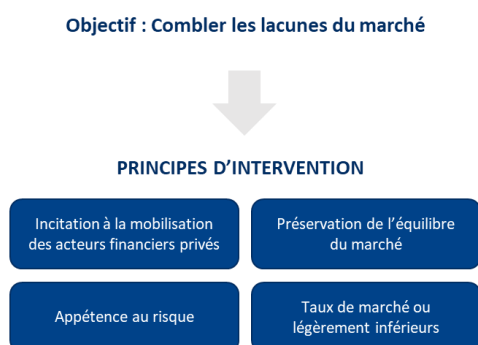 Objectif : Combler les lacunes du marché
PRINCIPES D'INTERVENTION
Incitation à la mobilisation
des acteurs financiers privés
Préservation de l'équilibre
du marché
Appétence au risque
Taux de marché ou
légèrement inférieurs